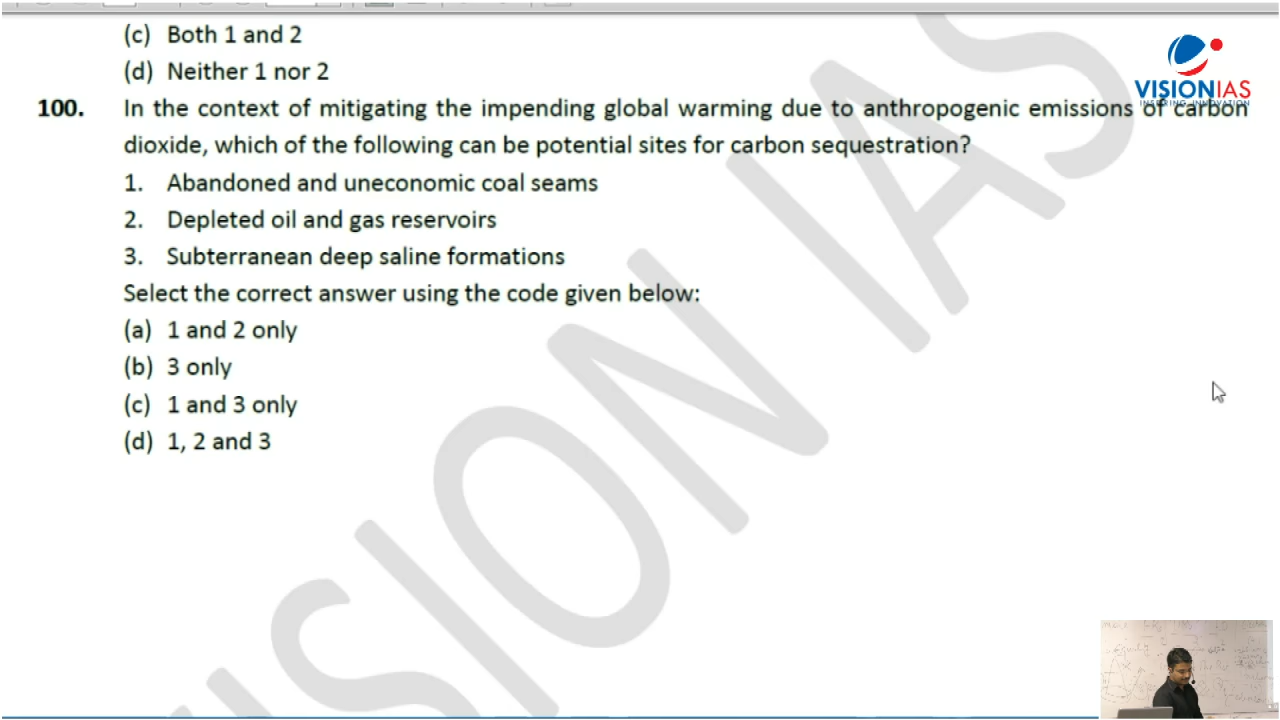 (c) Both 1 and 2
(d) Neither 1 nor 2
VISIONIAS
INSPIRING INNOVATION
100. In the context of mitigating the impending global warming due to anthropogenic emissions of carbon
dioxide, which of the following can be potential sites for carbon sequestration?
1. Abandoned and uneconomic coal seams
2. Depleted oil and gas reservoirs
3. Subterranean deep saline formations
Select the correct answer using the code given below:
(a) 1 and 2 only
(b) 3 only
(c) 1 and 3 only
(d) 1, 2 and 3
VISION IAS